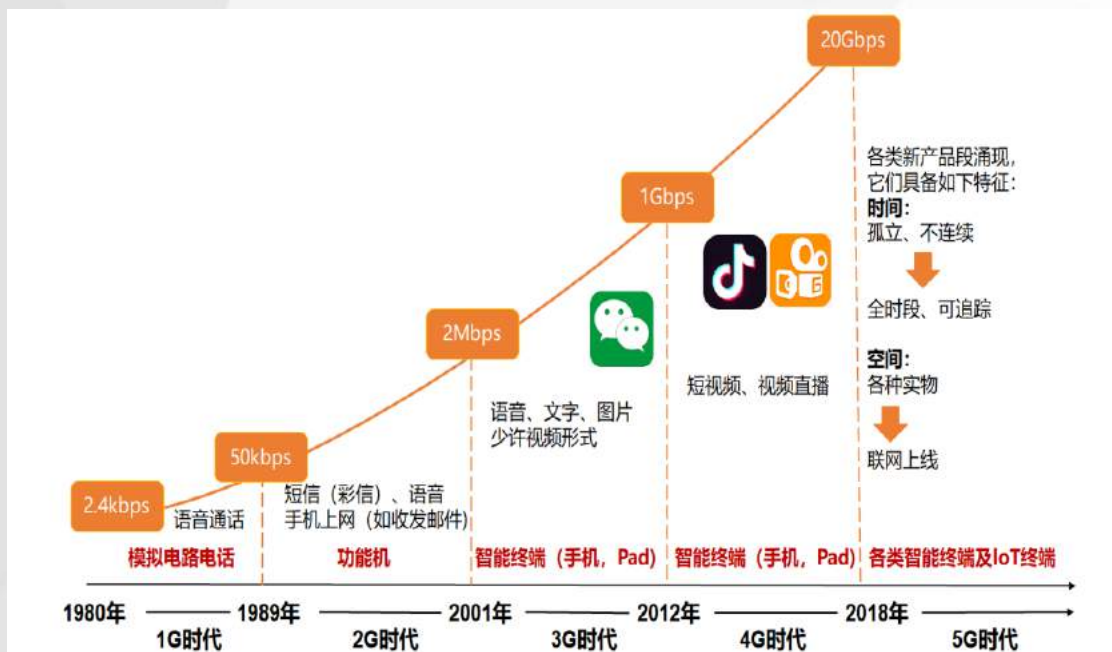 20Gbps
各类新产品段涌现，
它们具备如下特征：
时间：
孤立、不连续
全时段、可追踪
空间：
各种实物
联网上线
1Gbps
短视频、视频直播
2Mbps
语音、文字、图片
少许视频形式
50kbps
短信（彩信）、语音
手机上网（如收发邮件)
2.4kbps
语音通话
模拟电路电话
功能机
智能终端（手机，Pad)
智能终端（手机，Pad)
各类智能终端及IoT终端
1980年
1989年
2001年
2012年
2018年
1G时代
2G时代
3G时代
4G时代
5G时代